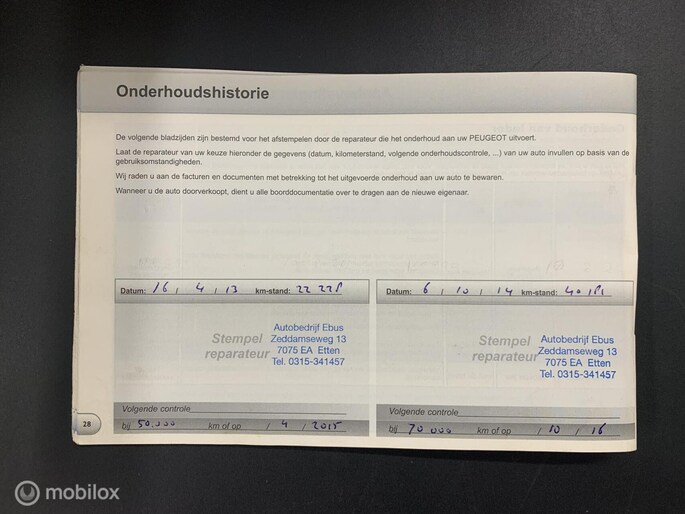 Onderhoudshistorie
De volgende bladzijden zijn bestemd voor het afstempelen door de reparateur die het onderhoud aan uw PEUGEOT uitvoert.
Laat de reparateur van uw keuze hieronder de gegevens (datum, kilometerstand, volgende onderhoudscontrole, ...) van uw auto invullen op basis van de
gebruiksomstandigheden.
Wij raden u aan de facturen en documenten met betrekking tot het uitgevoerde onderhoud aan uw auto te bewaren.
Wanneer u de auto doorverkoopt, dient u alle boorddocumentatie over te dragen aan de nieuwe eigenaar.
Datum: 16 / 4 / 13 km-stand:
Stempel
reparateur
Autobedrijf Ebus
Zeddamseweg 13
7075 EA Etten
Tel. 0315-341457
Volgende controle
bij 50.000 km of op / 4 / 2015
Datum: 6 / 10 / 14 km-stand:
Stempel
reparateur
Autobedrijf Ebus
Zeddamseweg 13
7075 EA Etten
Tel. 0315-341457
Volgende controle
bij 70.000 km of op / 10 / 16
28
mobilox